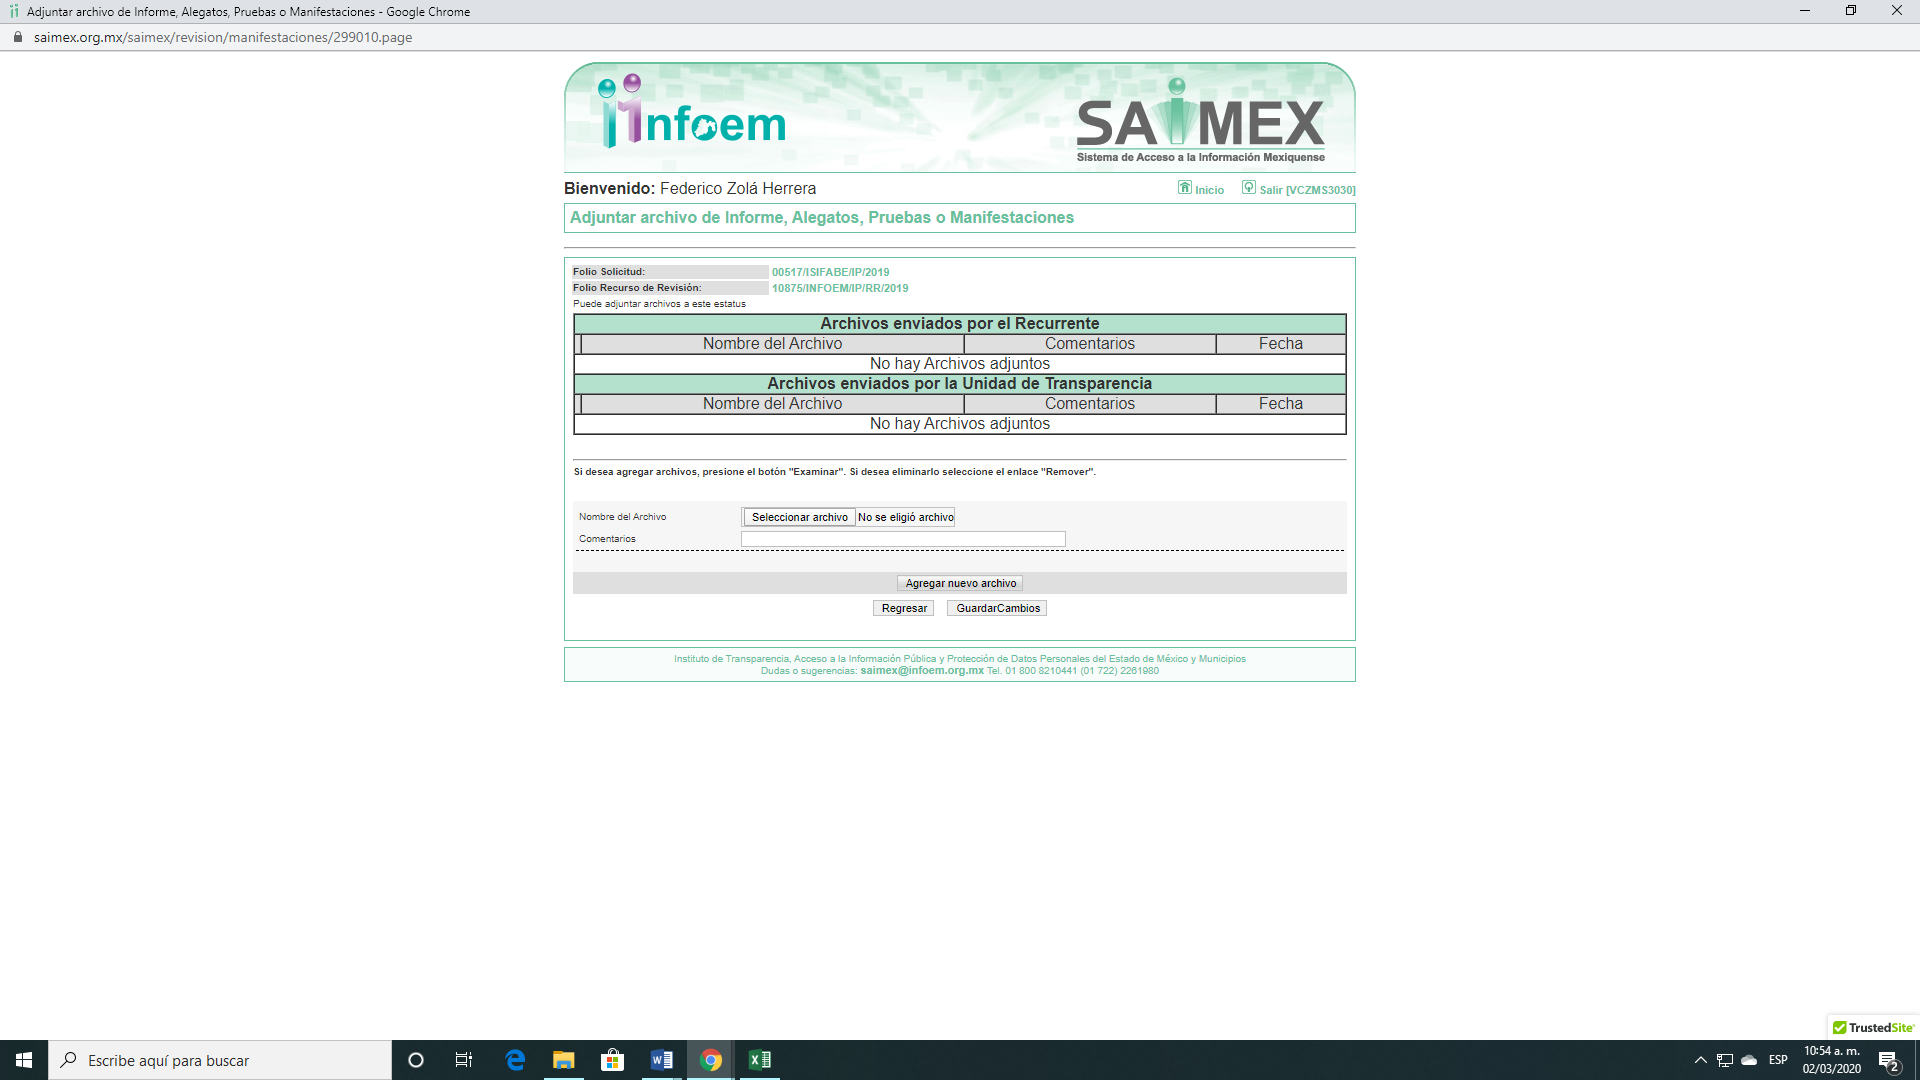 Adjuntar archivo de Informe, Alegatos, Pruebas o Manifestaciones - Google Chrome
saimex.org.mx/saimex/revision/manifestaciones/299010.page
infoem
SAIMEX
Sistema de Acceso a la Información Mexiquense
Bienvenido: Federico Zolá Herrera
Inicio Salir [VCZMS3030]
Adjuntar archivo de Informe, Alegatos, Pruebas o Manifestaciones
Folio Solicitud: 00517/ISIFABE/IP/2019
Folio Recurso de Revisión: 10875/INFOEM/IP/RR/2019
Puede adjuntar archivos a este estatus
Archivos enviados por el Recurrente
Nombre del Archivo Comentarios Fecha
No hay Archivos adjuntos
Archivos enviados por la Unidad de Transparencia
Nombre del Archivo Comentarios Fecha
No hay Archivos adjuntos
Si desea agregar archivos, presione el botón "Examinar". Si desea eliminarlo seleccione el enlace "Remover".
Nombre del Archivo Seleccionar archivo No se eligió archivo
Comentarios
Agregar nuevo archivo
Regresar GuardarCambios
Instituto de Transparencia, Acceso a la Información Pública y Protección de Datos Personales del Estado de México y Municipios
Dudas o sugerencias: saimex@infoem.org.mx Tel. 01 800 8210441 (01 722) 2261980
TrustedSite
Escribe aquí para buscar
ESP
10:54 a. m.
02/03/2020
2